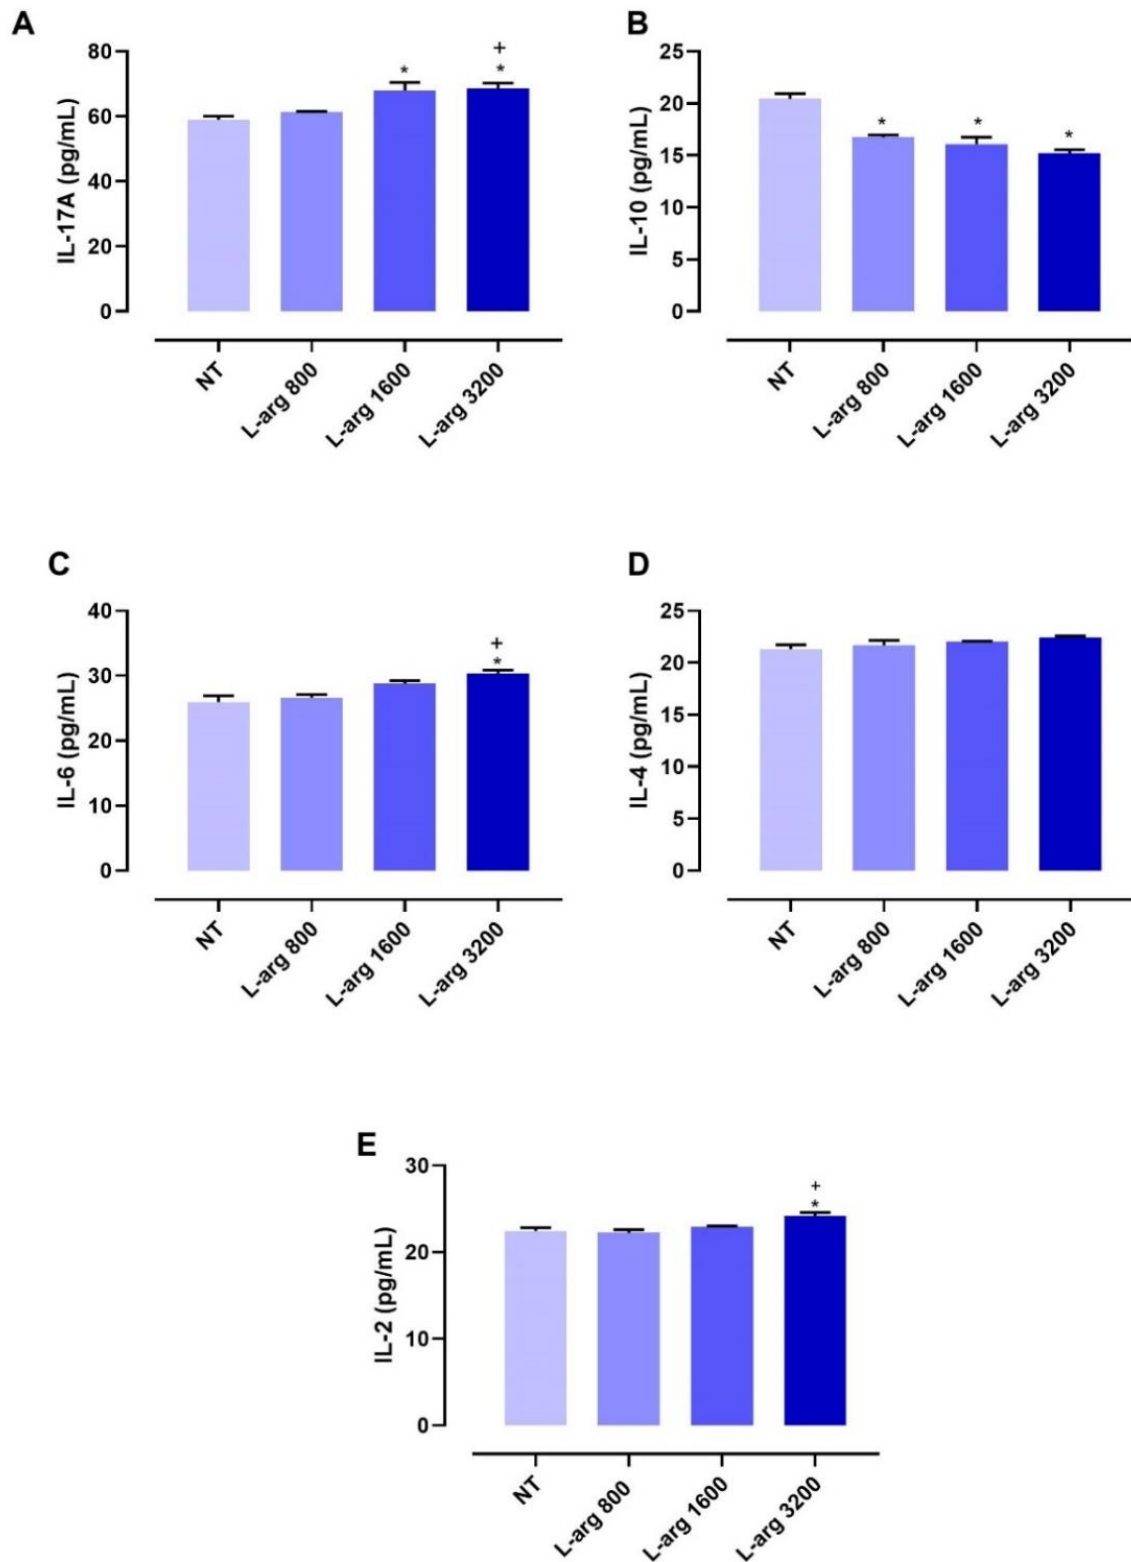 A
IL-17A (pg/mL)
80
60
40
20
0
*
+
*
NT
L-arg 800
L-arg 1600
L-arg 3200
B
IL-10 (pg/mL)
25
20
15
10
5
0
*
*
*
NT
L-arg 800
L-arg 1600
L-arg 3200
C
IL-6 (pg/mL)
40
30
20
10
0
+
*
NT
L-arg 800
L-arg 1600
L-arg 3200
D
IL-4 (pg/mL)
25
20
15
10
5
0
NT
L-arg 800
L-arg 1600
L-arg 3200
E
IL-2 (pg/mL)
30
20
10
0
+
*
NT
L-arg 800
L-arg 1600
L-arg 3200